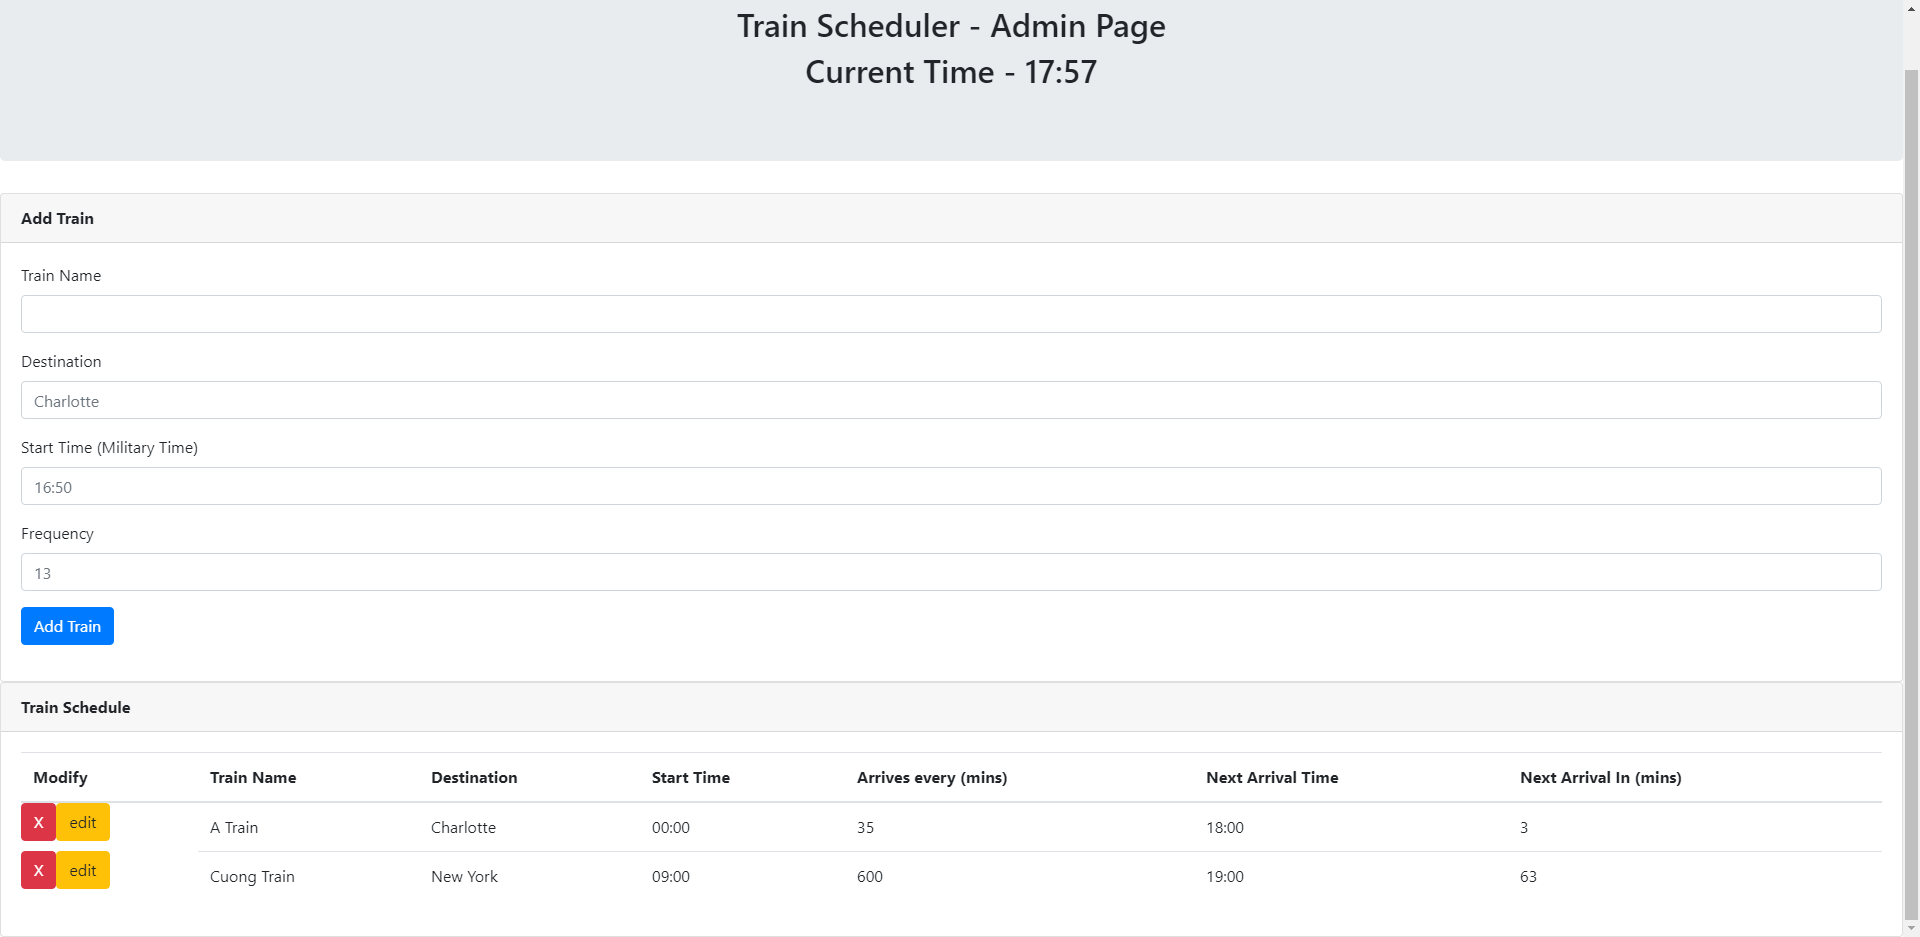 Train Scheduler - Admin Page
Current Time - 17:57
Add Train
Train Name
Destination
Charlotte
Start Time (Military Time)
16:50
Frequency
13
Add Train
Train Schedule
Modify Train Name Destination Start Time Arrives every (mins) Next Arrival Time Next Arrival In (mins)
X edit A Train Charlotte 00:00 35 18:00 3
X edit Cuong Train New York 09:00 600 19:00 63